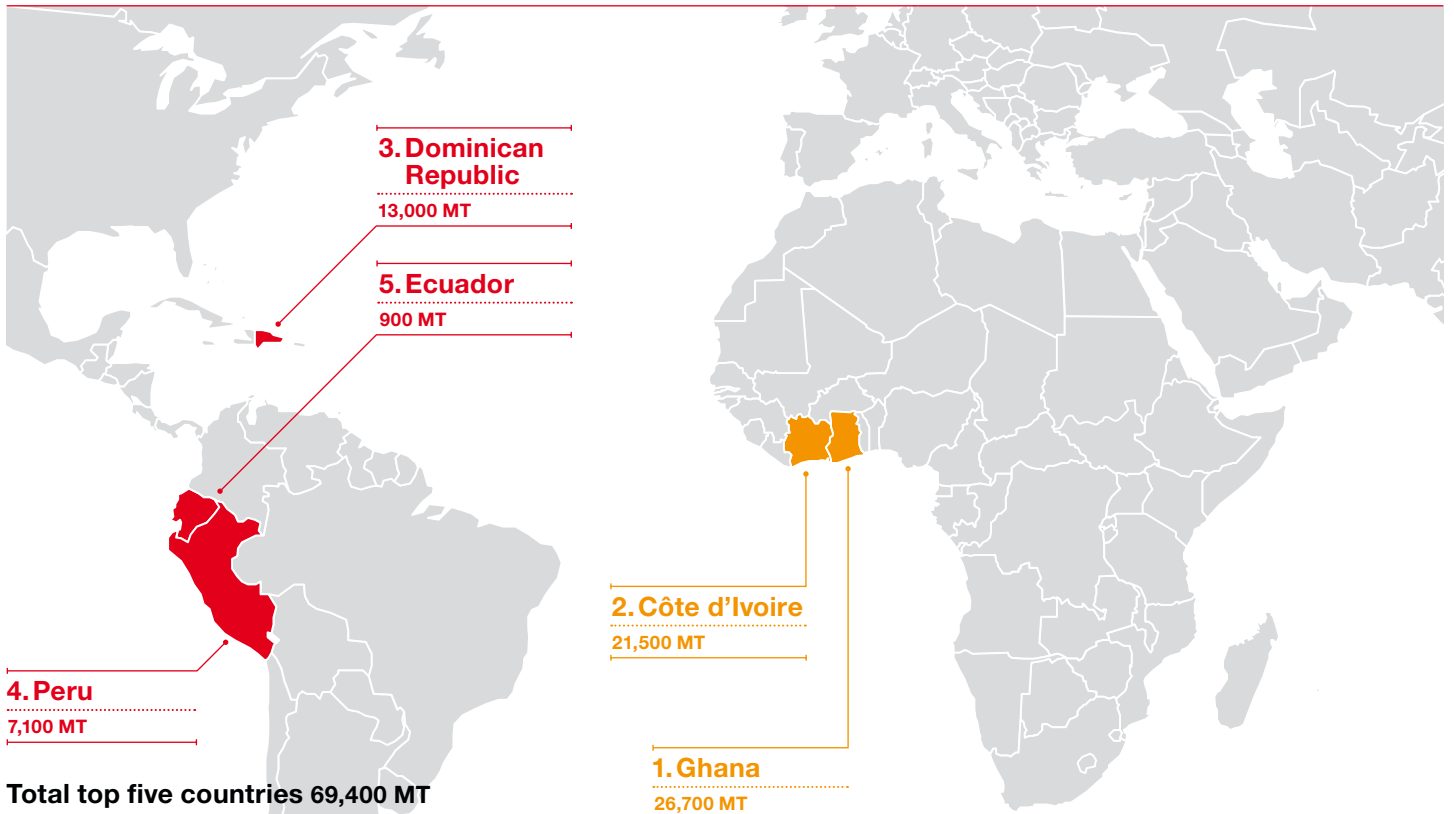 3. Dominican
Republic
13,000 MT
5. Ecuador
900 MT
2. Côte d’Ivoire
21,500 MT
4. Peru
7,100 MT
1. Ghana
26,700 MT
Total top five countries 69,400 MT